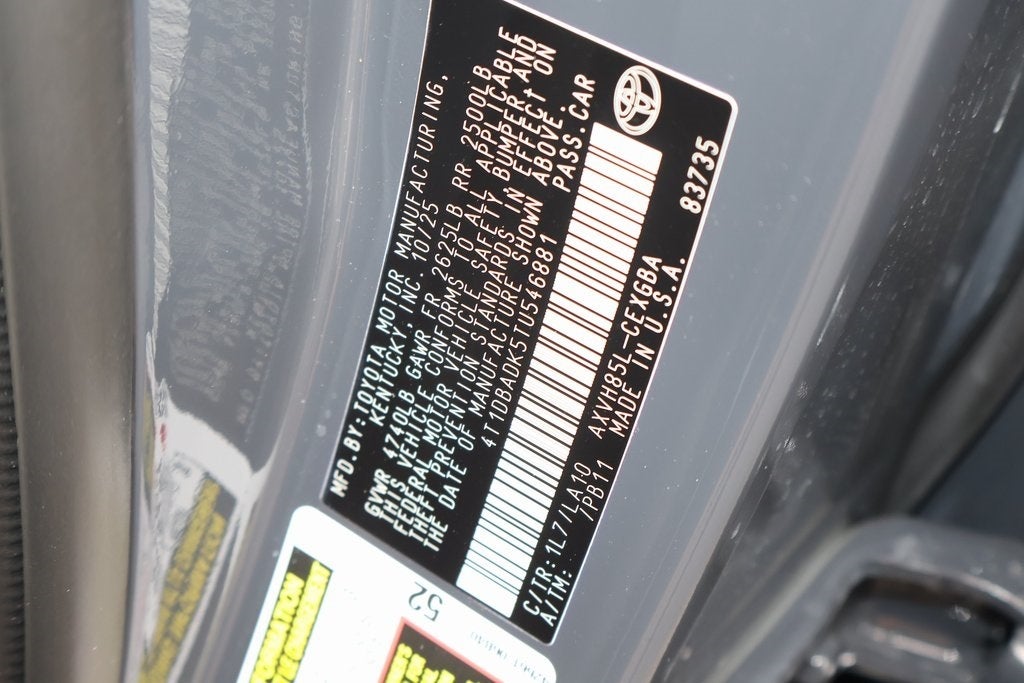 MFD.BY:TOYOTA MOTOR MANUFACTURING,
KENTUCKY, INC. 10/25
GVWR 4740LB GAWR FR 2625LB RR 2500LB
THIS VEHICLE CONFORMS TO ALL APPLICABLE
FEDERAL MOTOR VEHICLE SAFETY BUMPER AND
THEFT PREVENTION STANDARDS IN EFFECT ON
THE DATE OF MANUFACTURE SHOWN ABOVE.
4T1DBADK5TU546881 PASS.CAR
C/TR:1L7/LA10 AXVH85L-CEXGBA
A/TM: 7PB11 MADE IN U.S.A.
83735
52